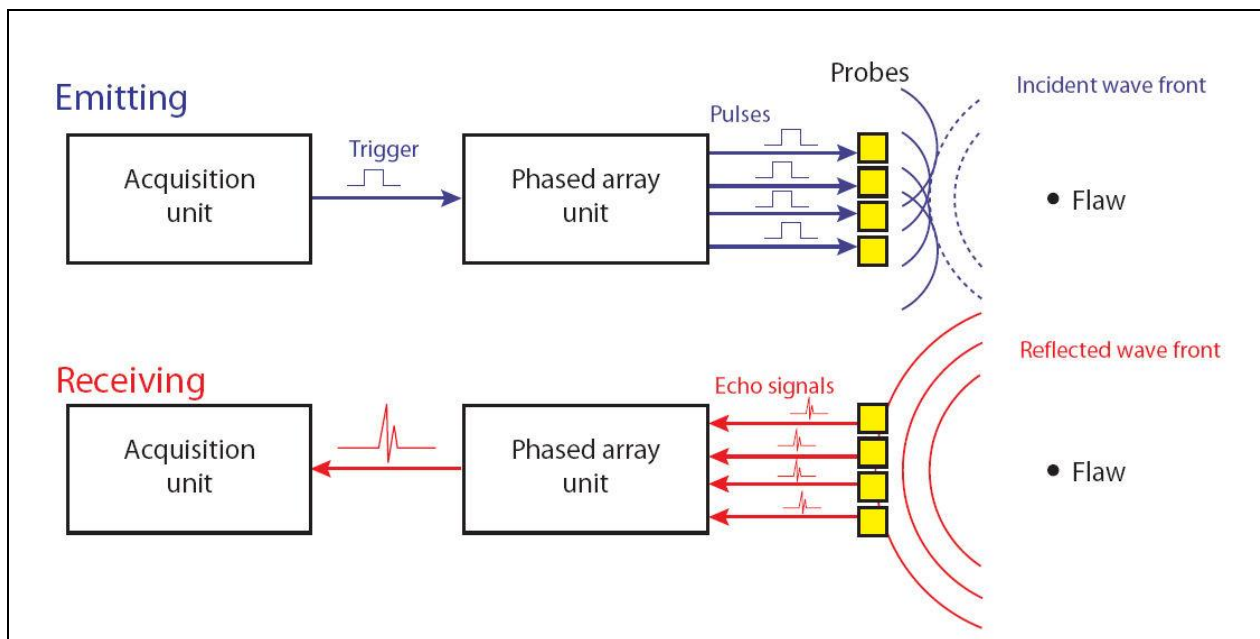 Emitting
Probes
Incident wave front
Pulses
Trigger
Acquisition
unit
Phased array
unit
Flaw
Receiving
Reflected wave front
Echo signals
Acquisition
unit
Phased array
unit
Flaw